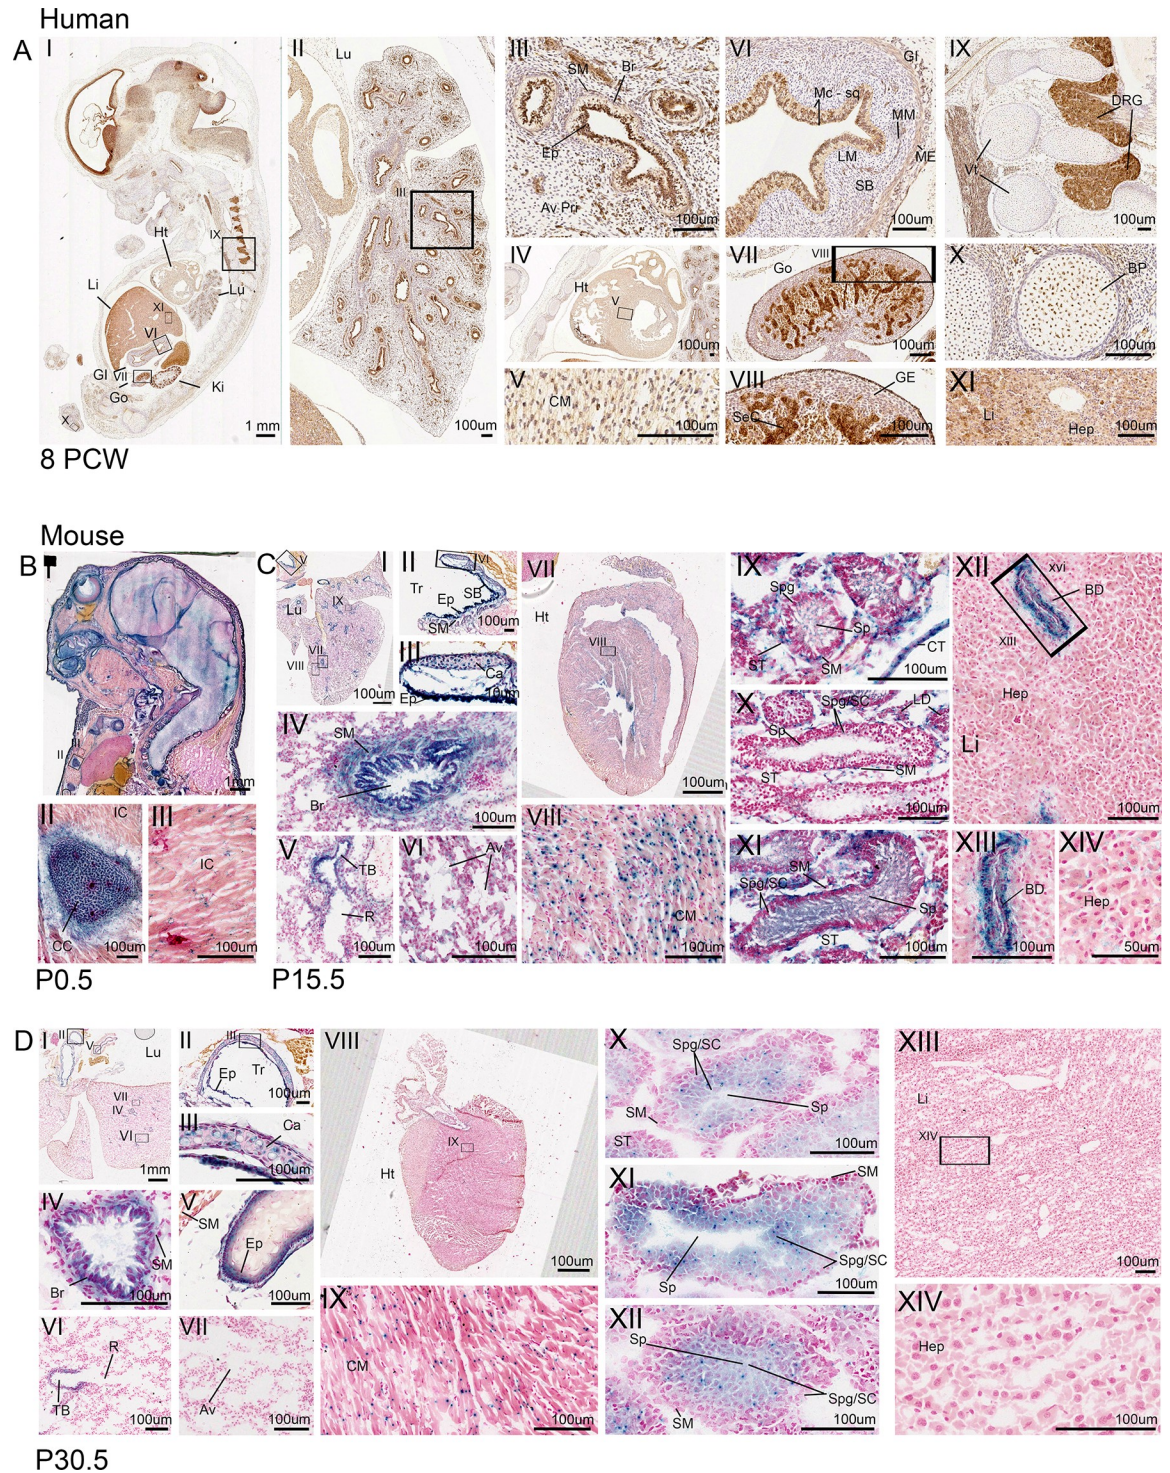 Human
A
I
IX
Ht
Li
XI
Lu
VI
GI
VII
Go
Ki
X
1 mm
II
Lu
III
100um
III
SM
Br
Ep
Av Pri
100um
IV
Ht
V
100um
V
CM
100um
VI
GI
Mc - sq
MM
ME
LM
SB
100um
VII
VIII
Go
100um
VIII
GE
SeC
100um
IX
DRG
Vt
100um
X
BP
100um
XI
Li
Hep
100um
8 PCW
Mouse
B
I
II
III
1mm
II
IC
CC
100um
III
IC
100um
P0.5
C
I
V
Lu
IX
VII
VIII
100um
II
IVI
Tr
Ep
SB
SM
100um
III
Ca
10um
Ep
IV
SM
Br
100um
V
TB
R
100um
VI
Av
100um
VII
Ht
VIII
100um
VIII
CM
100um
IX
Spg
Sp
CT
ST
SM
100um
X
Spg/SC
LD
Sp
ST
SM
100um
XI
SM
Spg/SC
Sp
ST
100um
XII
xvi
BD
XIII
Hep
Li
100um
XIII
BD
100um
XIV
Hep
50um
P15.5
D
I
II
V
Lu
VII
IV
VI
1mm
II
III
Ep
Tr
100um
III
Ca
100um
IV
SM
Br
100um
V
SM
Ep
100um
VI
R
TB
100um
VII
Av
100um
VIII
IX
Ht
100um
IX
CM
100um
X
Spg/SC
Sp
SM
ST
100um
XI
SM
Sp
Spg/SC
100um
XII
Sp
Spg/SC
SM
100um
XIII
Li
XIV
100um
XIV
Hep
100um
P30.5